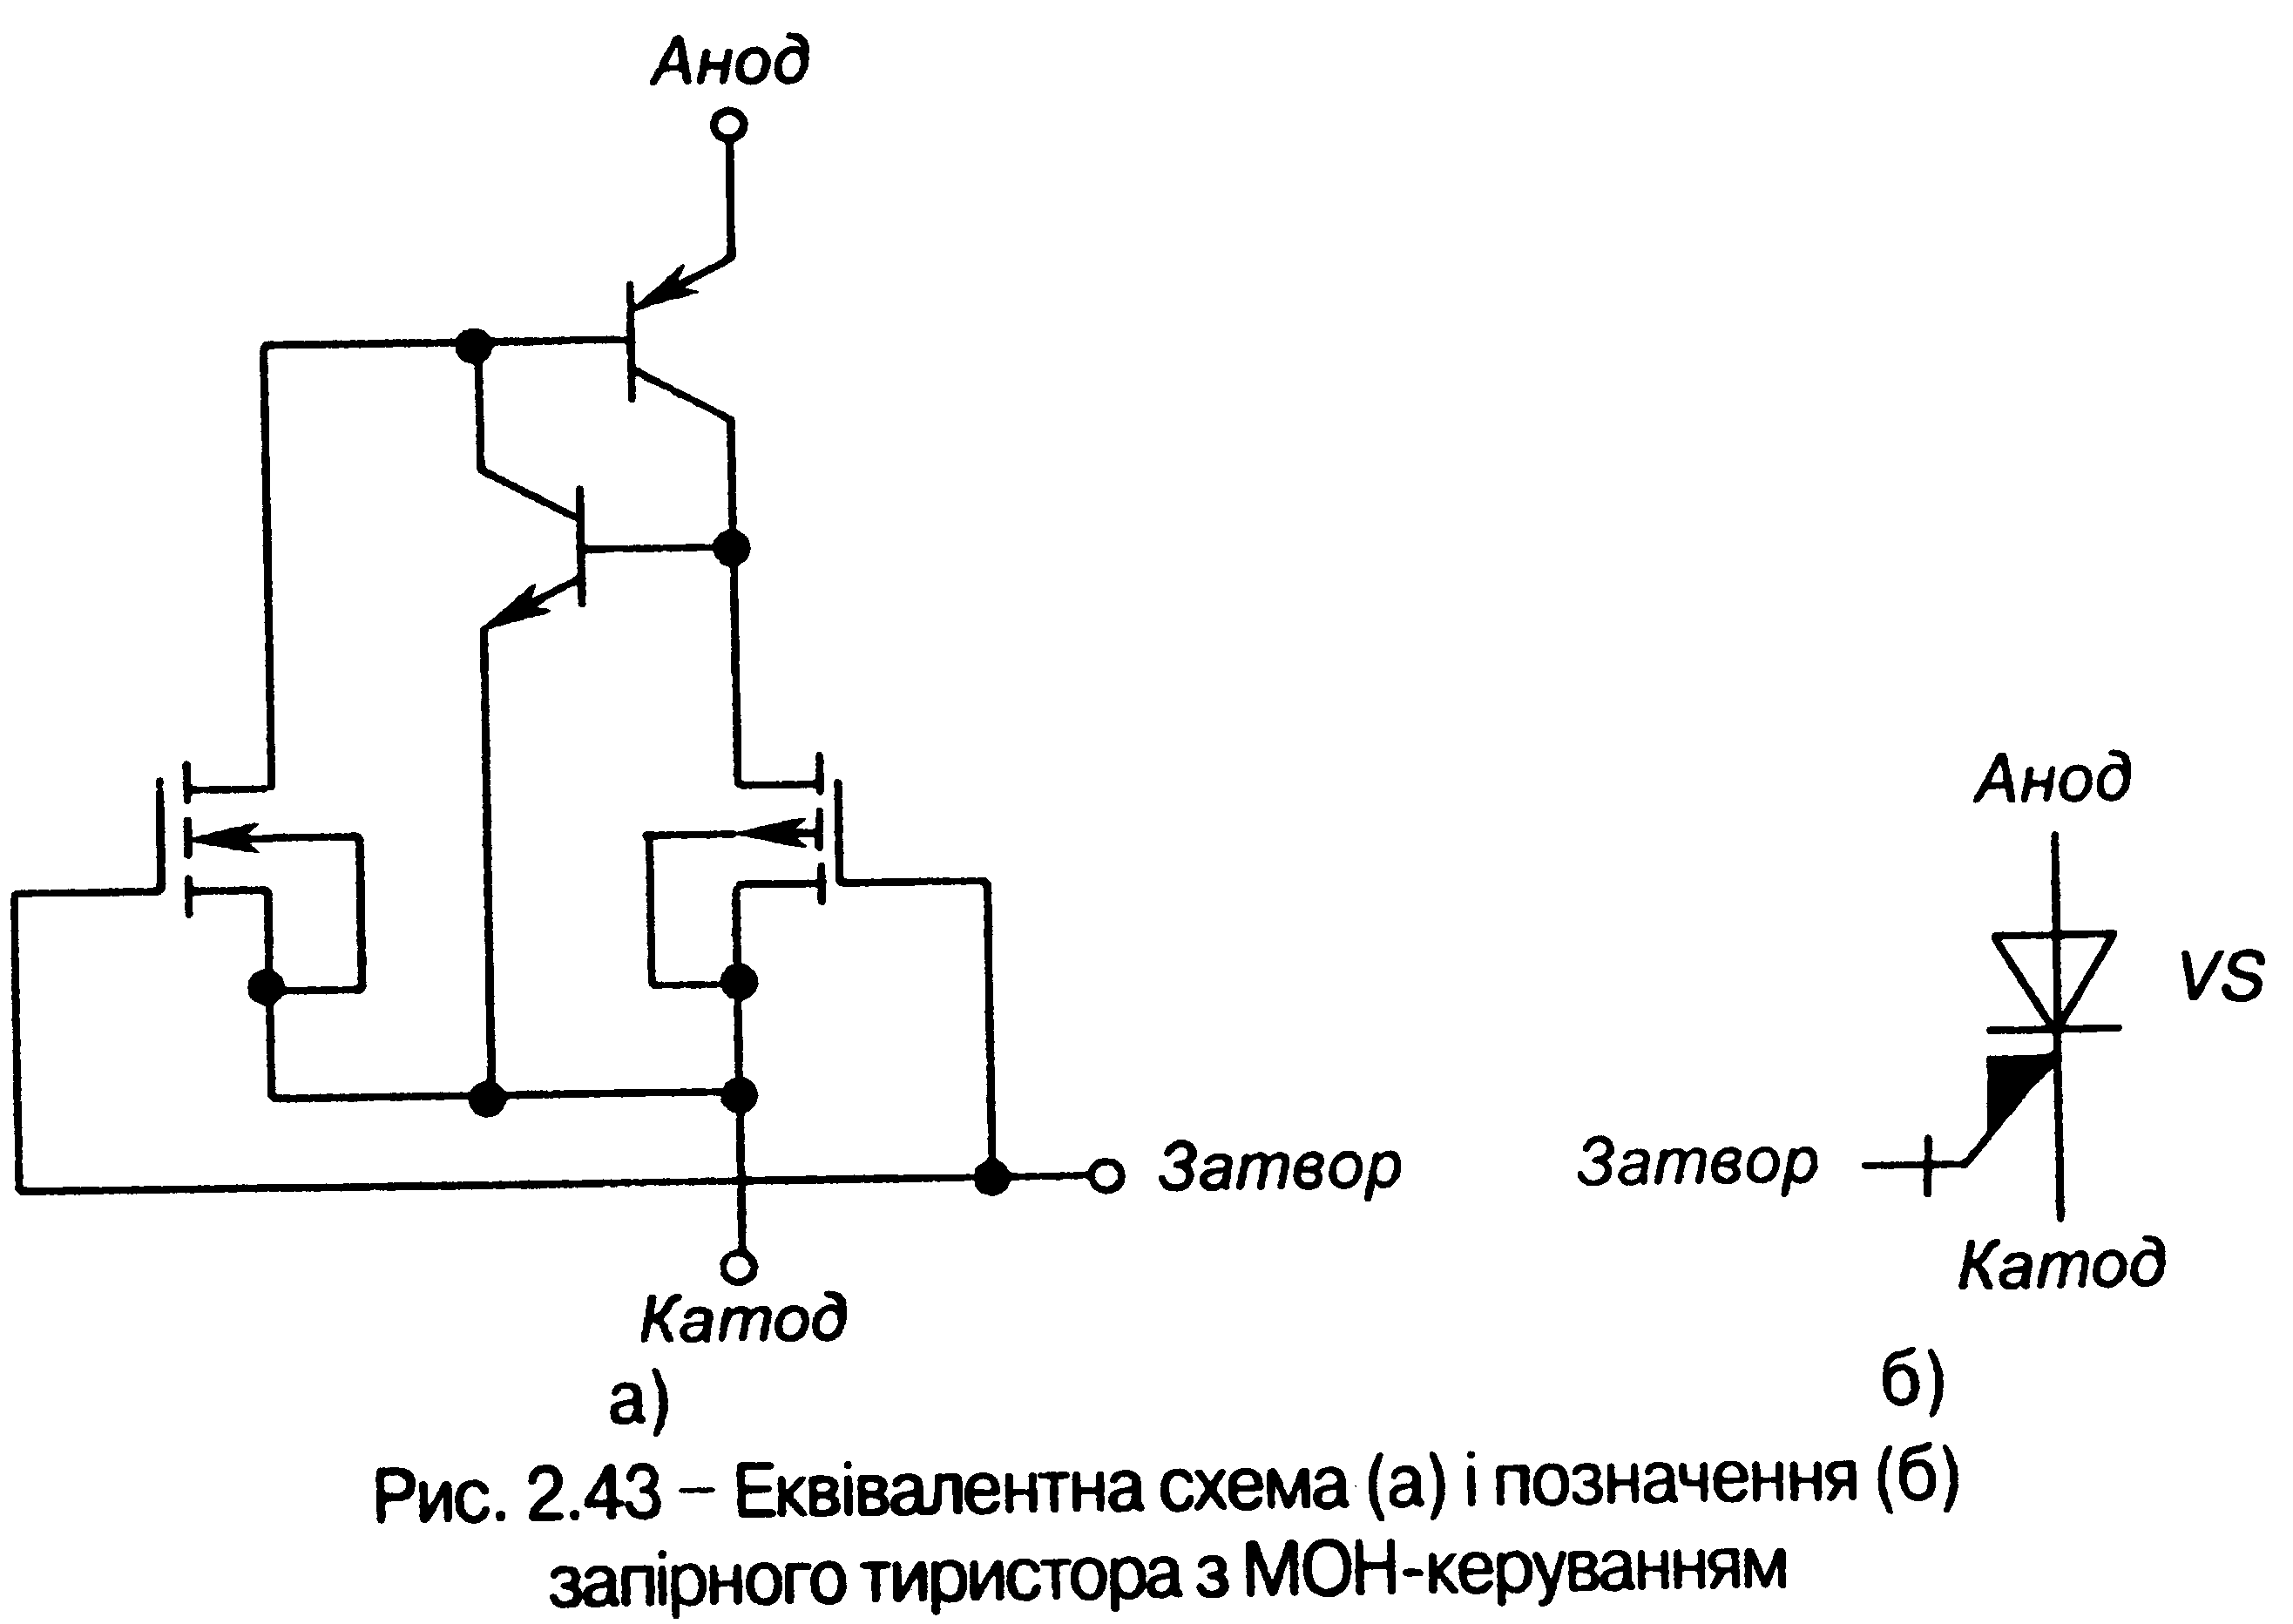 Анод
Анод
VS
Затвор
Затвор
Катод
Катод
а)
б)
Рис. 2.43 – Еквівалентна схема (а) і позначення (б)
запірного тиристора з МОН-керуванням